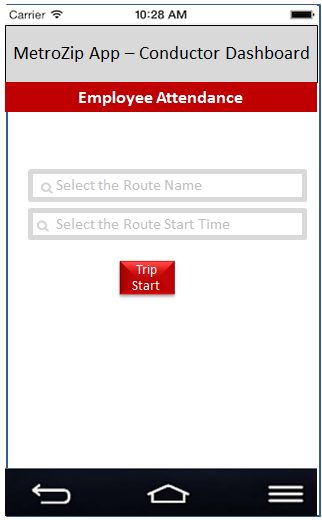 Carrier 10:28 AM
MetroZip App – Conductor Dashboard
Employee Attendance
Select the Route Name
Select the Route Start Time
Trip
Start